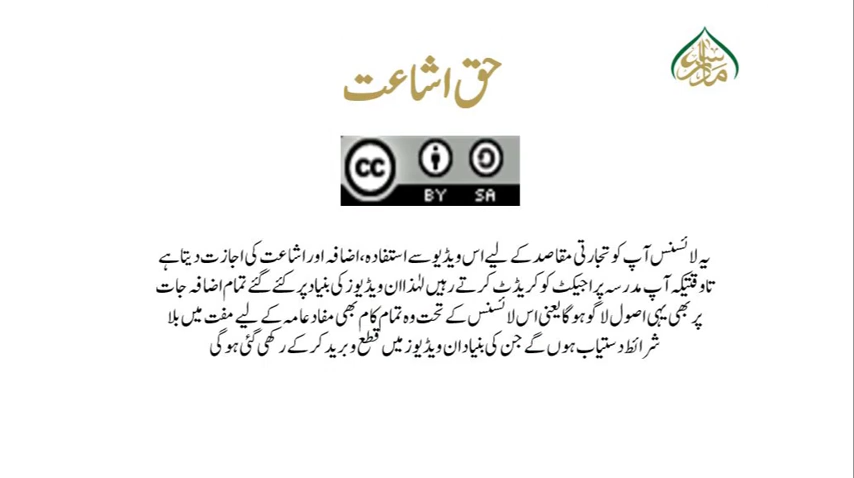 حق اشاعت
cc
BY SA
یہ لائسنس آپ کو تجارتی مقاصد کے لیے اس ویڈیو سے استفادہ، اضافہ اور اشاعت کی اجازت دیتا ہے
تاوقتیکہ آپ مدرسہ پراجیکٹ کو کریڈٹ کرتے رہیں لہٰذا ان ویڈیوز کی بنیاد پر کئے گئے تمام اضافہ جات
پر بھی یہی اصول لاگو ہوگا یعنی اس لائسنس کے تحت وہ تمام کام بھی مفاد عامہ کے لیے مفت میں بلا
شرائط دستیاب ہوں گے جن کی بنیاد ان ویڈیوز میں قطع و برید کرکے رکھی گئی ہوگی